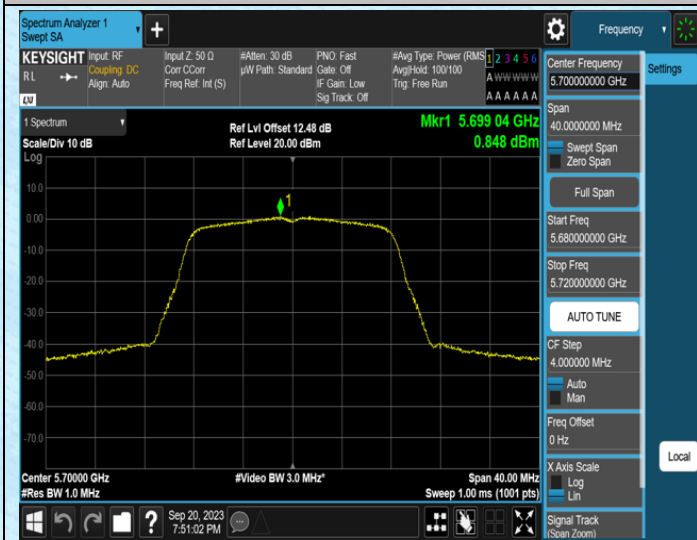 Spectrum Analyzer 1
Swept SA
Frequency
KEYSIGHT
R L
Input: RF
Coupling: DC
Align: Auto
Input Z: 50 Ω
Corr CCorr
Freq Ref: Int (S)
#Atten: 30 dB
µW Path: Standard
PNO: Fast
Gate: Off
IF Gain: Low
Sig Track: Off
#Avg Type: Power (RMS
Avg|Hold: 100/100
Trig: Free Run
1 2 3 4 5 6
A W W W W W
A A A A A A
1 Spectrum
Scale/Div 10 dB
Ref Lvl Offset 12.48 dB
Ref Level 20.00 dBm
Mkr1 5.699 04 GHz
0.848 dBm
Log
10.0
0.00
-10.0
-20.0
-30.0
-40.0
-50.0
-60.0
-70.0
1
Center 5.70000 GHz
#Res BW 1.0 MHz
#Video BW 3.0 MHz*
Span 40.00 MHz
Sweep 1.00 ms (1001 pts)
Sep 20, 2023
7:51:02 PM
Center Frequency
5.700000000 GHz
Span
40.0000000 MHz
Swept Span
Zero Span
Full Span
Start Freq
5.680000000 GHz
Stop Freq
5.720000000 GHz
AUTO TUNE
CF Step
4.000000 MHz
Auto
Man
Freq Offset
0 Hz
X Axis Scale
Log
Lin
Signal Track
(Span Zoom)
Settings
Local